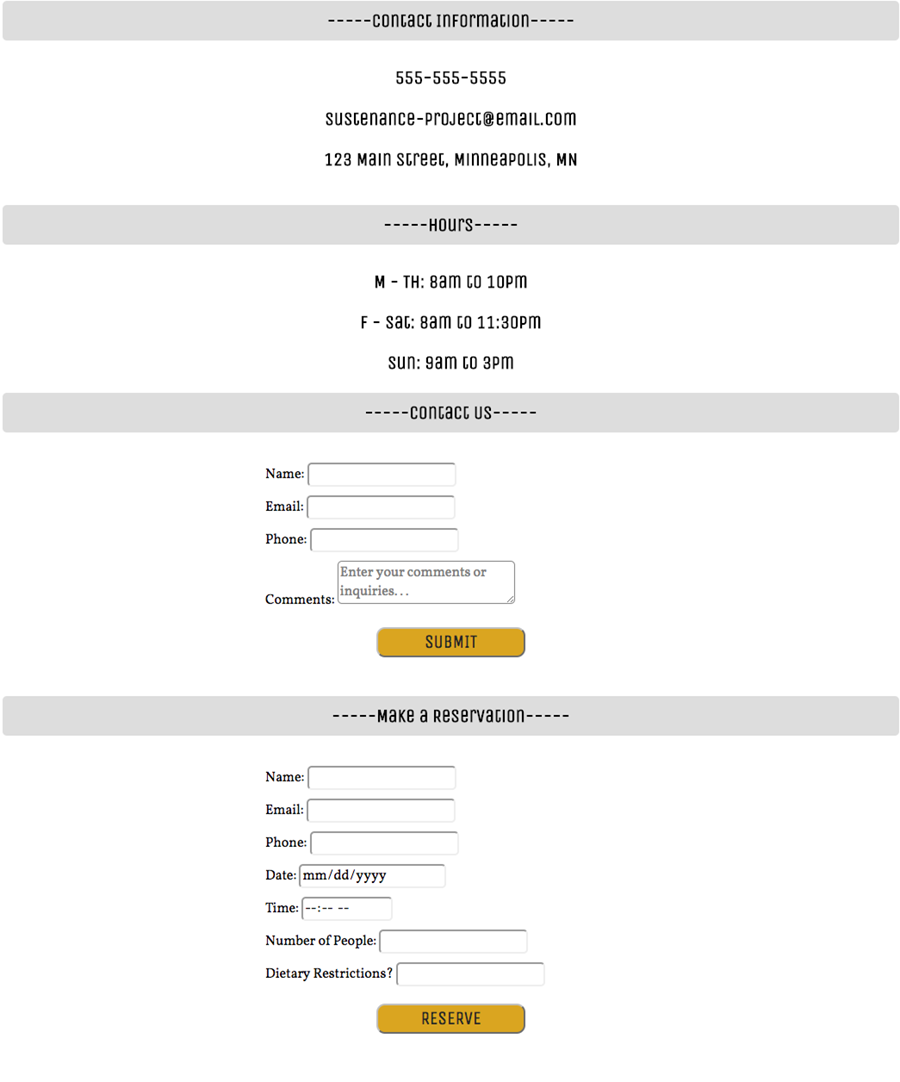 -----Contact Information-----
555-555-5555
sustenance-project@email.com
123 Main Street, Minneapolis, MN
-----Hours-----
M - TH: 8am to 10pm
F - Sat: 8am to 11:30pm
Sun: 9am to 3pm
-----Contact Us-----
Name:
Email:
Phone:
Enter your comments or
inquiries...
Comments:
SUBMIT
-----Make a Reservation-----
Name:
Email:
Phone:
Date: mm/dd/yyyy
Time: --:-- --
Number of People:
Dietary Restrictions?
RESERVE